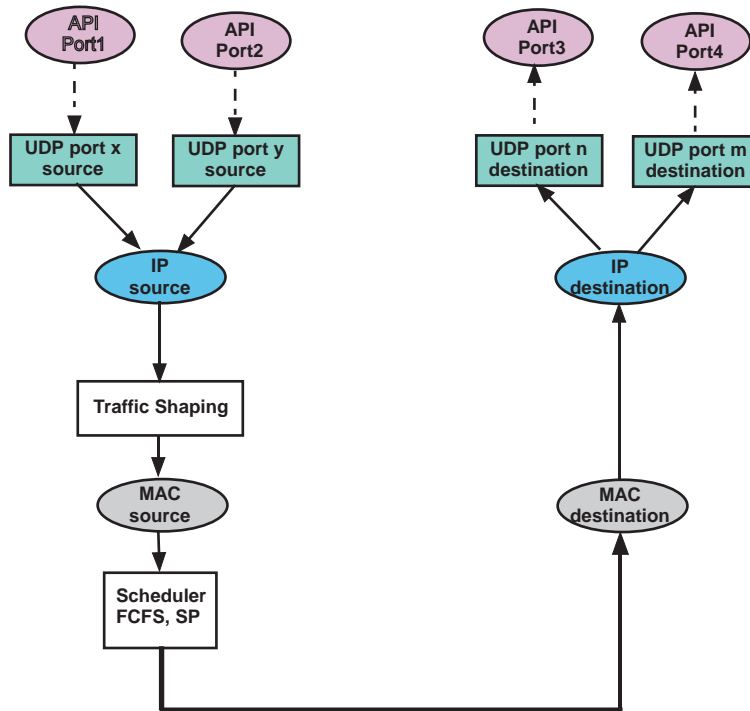 API
Port1
API
Port2
API
Port3
API
Port4
UDP port x
source
UDP port y
source
UDP port n
destination
UDP port m
destination
IP
source
IP
destination
Traffic Shaping
MAC
source
MAC
destination
Scheduler
FCFS, SP